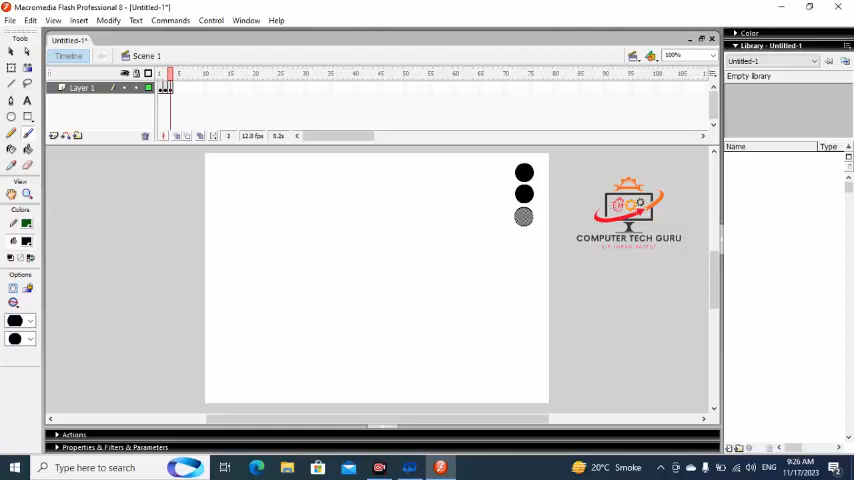 Macromedia Flash Professional 8 - [Untitled-1*]
File Edit View Insert Modify Text Commands Control Window Help
Tools
Untitled-1*
Timeline
Scene 1
100%
1 5 10 15 20 25 30 35 40 45 50 55 60 65 70 75 80 85 90 95 100 105
Layer 1
3 12.0 fps 0.2s
View
Colors
Options
COMPUTER TECH GURU
Actions
Properties & Filters & Parameters
Color
Library - Untitled-1
Untitled-1
Empty library
Name Type
Type here to search
20°C Smoke
ENG
9:26 AM
11/17/2023
2